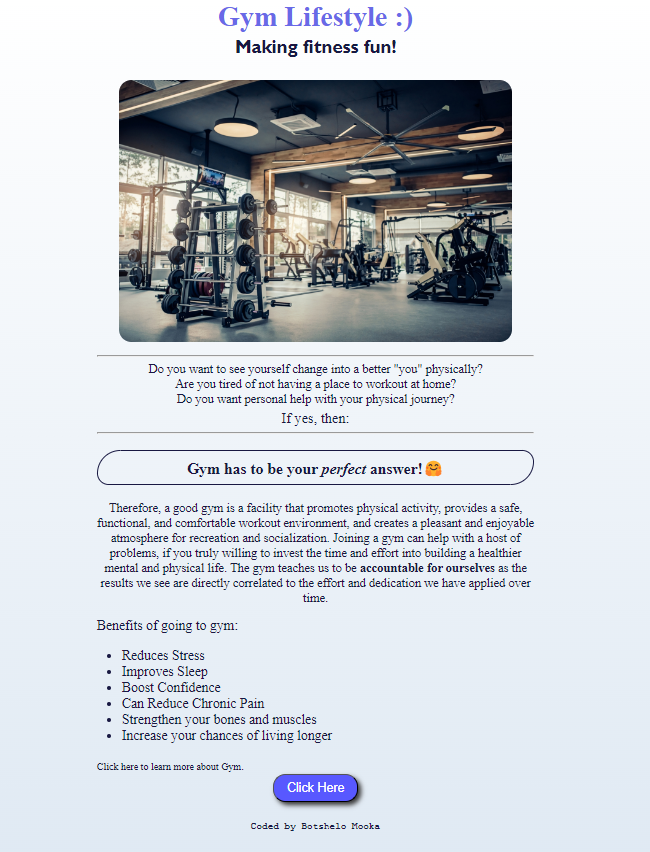 Gym Lifestyle :)
Making fitness fun!
Do you want to see yourself change into a better "you" physically?
Are you tired of not having a place to workout at home?
Do you want personal help with your physical journey?
If yes, then:
Gym has to be your perfect answer! 🤗
Therefore, a good gym is a facility that promotes physical activity, provides a safe,
functional, and comfortable workout environment, and creates a pleasant and enjoyable
atmosphere for recreation and socialization. Joining a gym can help with a host of
problems, if you truly willing to invest the time and effort into building a healthier
mental and physical life. The gym teaches us to be accountable for ourselves as the
results we see are directly correlated to the effort and dedication we have applied over
time.
Benefits of going to gym:
• Reduces Stress
• Improves Sleep
• Boost Confidence
• Can Reduce Chronic Pain
• Strengthen your bones and muscles
• Increase your chances of living longer
Click here to learn more about Gym.
Click Here
Coded by Botshelo Mooka